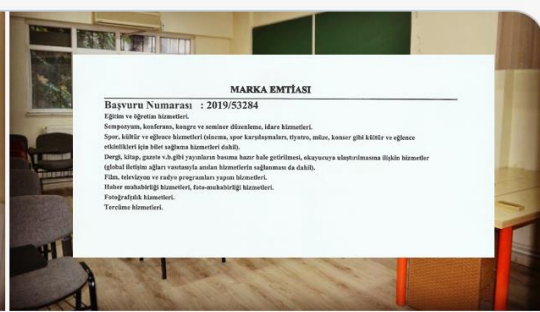 MARKA EMTİASI
Başvuru Numarası : 2019/53284
Eğitim ve öğretim hizmetleri.
Sempozyum, konferans, kongre ve seminer düzenleme, idare hizmetleri.
Spor, kültür ve eğlence hizmetleri (sinema, spor karşılaşmaları, tiyatro, müze, konser gibi kültür ve eğlence
etkinlikleri için bilet sağlama hizmetleri dahil).
Dergi, kitap, gazete v.b.gibi yayınların basıma hazır hale getirilmesi, okuyucuya ulaştırılmasına ilişkin hizmetler
(global iletişim ağları vasıtasıyla anılan hizmetlerin sağlanması da dahil).
Film, televizyon ve radyo programları yapım hizmetleri.
Haber muhabirliği hizmetleri, foto-muhabirliği hizmetleri.
Fotoğrafçılık hizmetleri.
Tercüme hizmetleri.